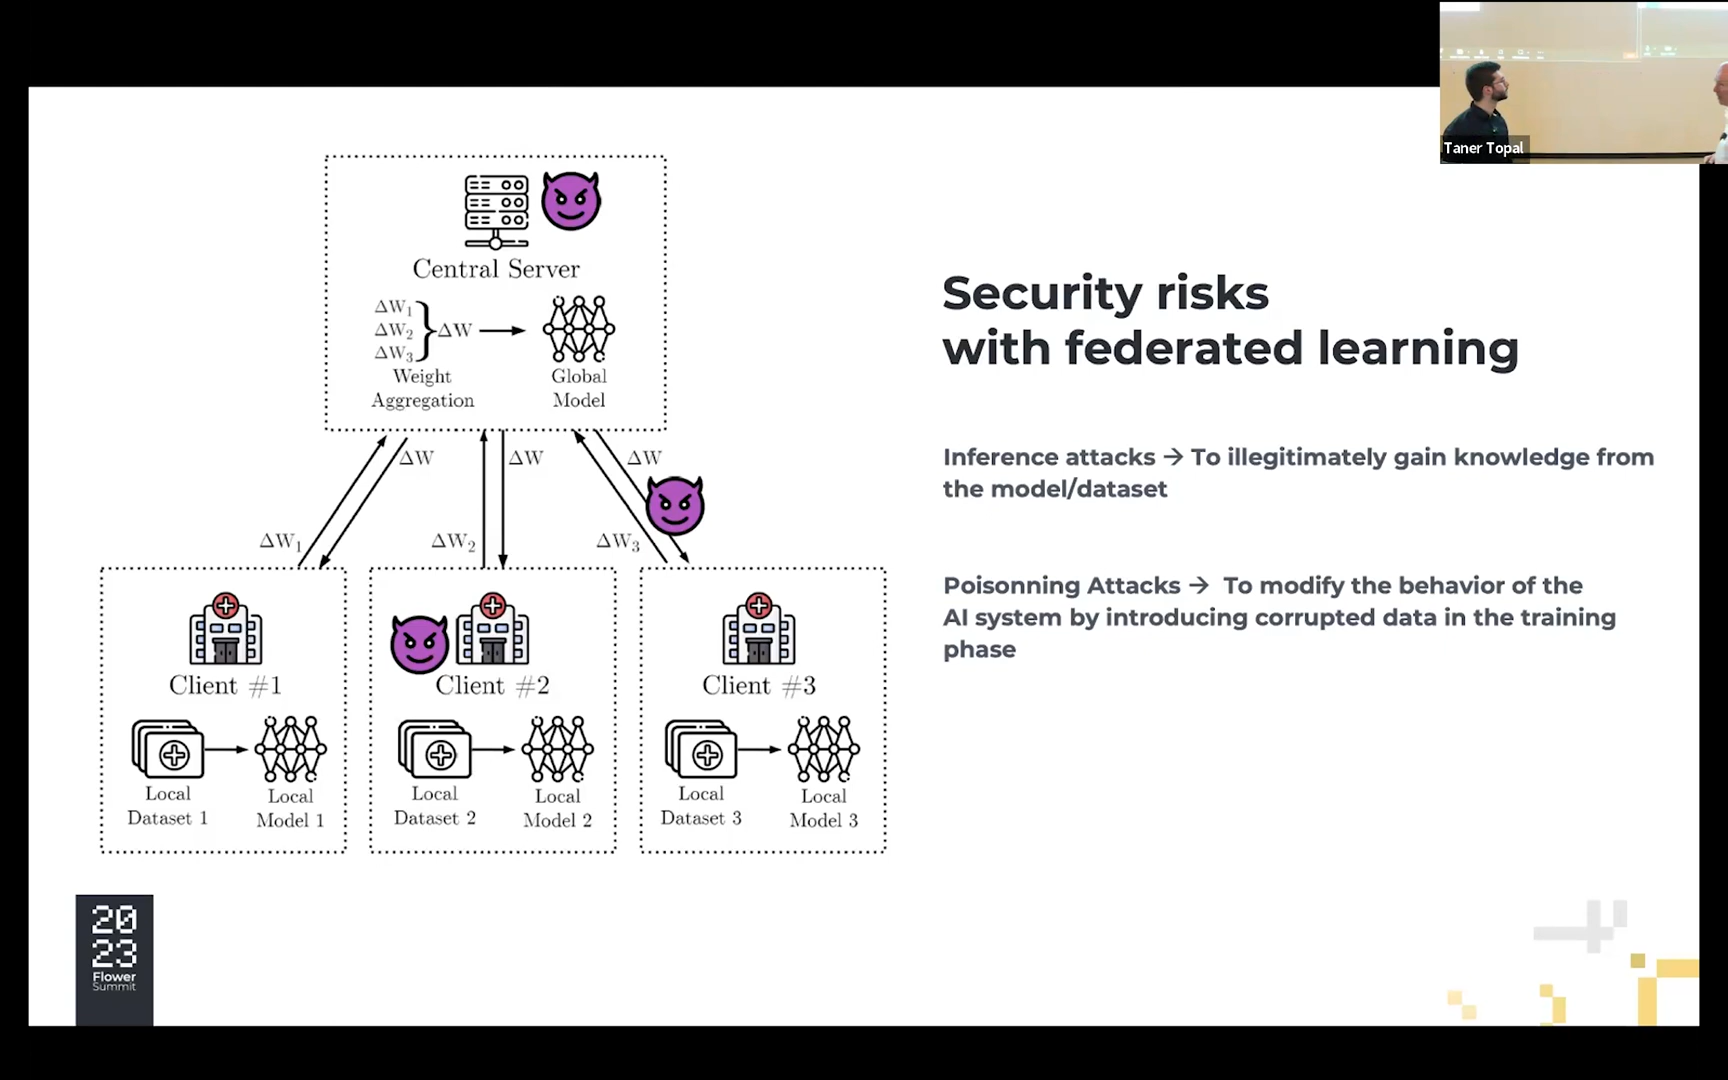 Taner Topal
Central Server
ΔW₁
ΔW₂
ΔW₃
ΔW
Weight
Aggregation
Global
Model
ΔW
ΔW
ΔW
ΔW₁
ΔW₂
ΔW₃
Client #1
Client #2
Client #3
Local
Dataset 1
Local
Model 1
Local
Dataset 2
Local
Model 2
Local
Dataset 3
Local
Model 3
Security risks
with federated learning
Inference attacks → To illegitimately gain knowledge from
the model/dataset
Poisonning Attacks → To modify the behavior of the
AI system by introducing corrupted data in the training
phase
20
23
Flower
Summit